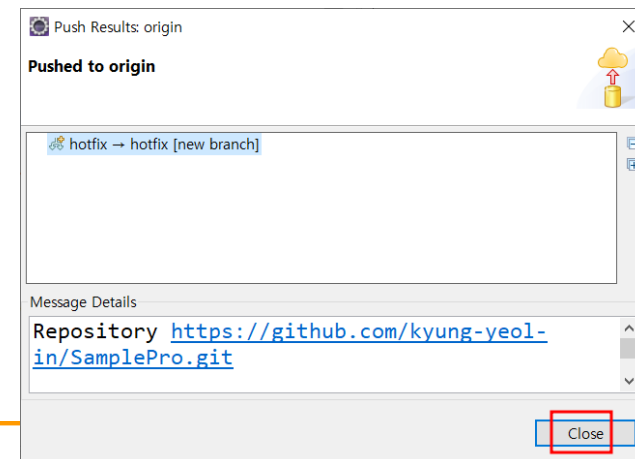 Push Results: origin
Pushed to origin
hotfix → hotfix [new branch]
Message Details
Repository https://github.com/kyung-yeol-
in/SamplePro.git
Close